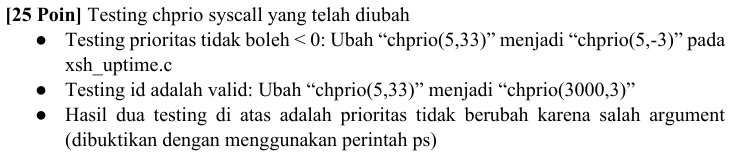 [25 Poin] Testing chprio syscall yang telah diubah
● Testing prioritas tidak boleh < 0: Ubah “chprio(5,33)” menjadi “chprio(5,-3)” pada
xsh_uptime.c
● Testing id adalah valid: Ubah “chprio(5,33)” menjadi “chprio(3000,3)”
● Hasil dua testing di atas adalah prioritas tidak berubah karena salah argument
(dibuktikan dengan menggunakan perintah ps)